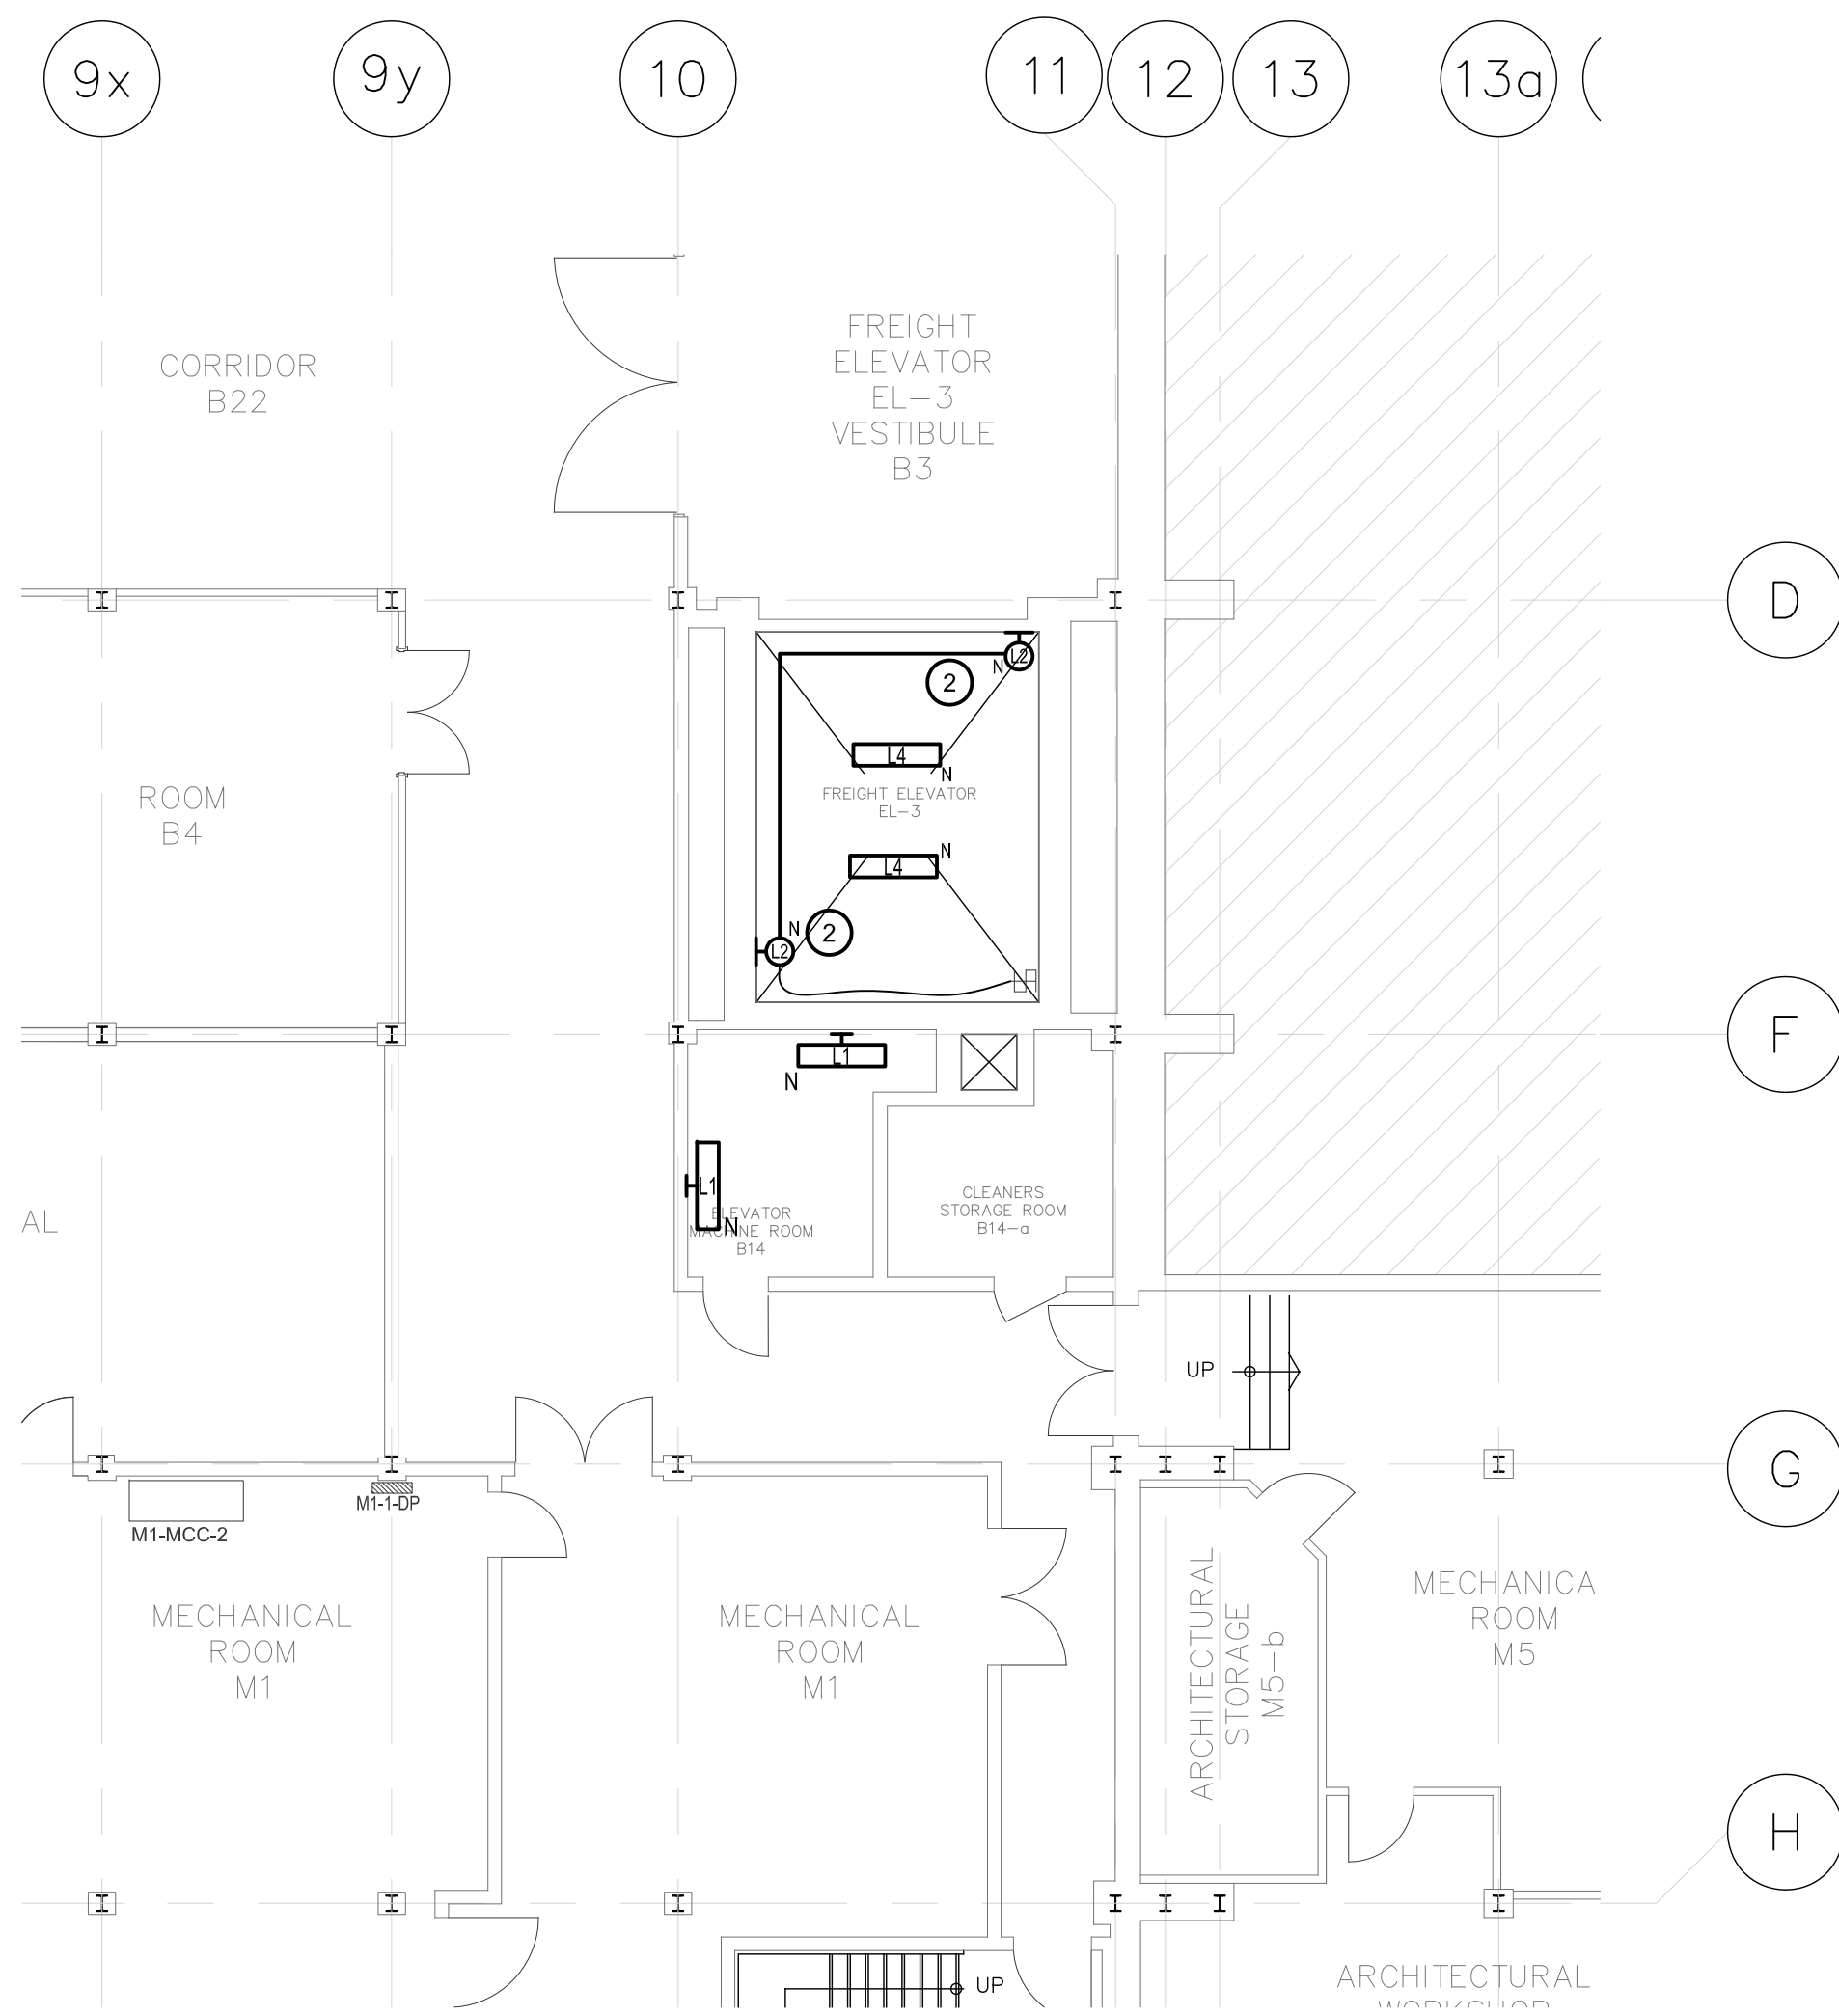 9x
9y
10
11
12
13
13a
CORRIDOR
B22
FREIGHT
ELEVATOR
EL-3
VESTIBULE
B3
D
L2
N
2
L4
N
FREIGHT ELEVATOR
EL-3
ROOM
B4
N
L4
N
2
L2
F
L1
N
L1
N
ELEVATOR
MACHINE ROOM
B14
CLEANERS
STORAGE ROOM
B14-a
AL
UP
G
M1-MCC-2
M1-1-DP
MECHANICAL
ROOM
M1
MECHANICAL
ROOM
M1
ARCHITECTURAL
STORAGE
M5-b
MECHANICA
ROOM
M5
H
UP
ARCHITECTURAL
WORKSHOP